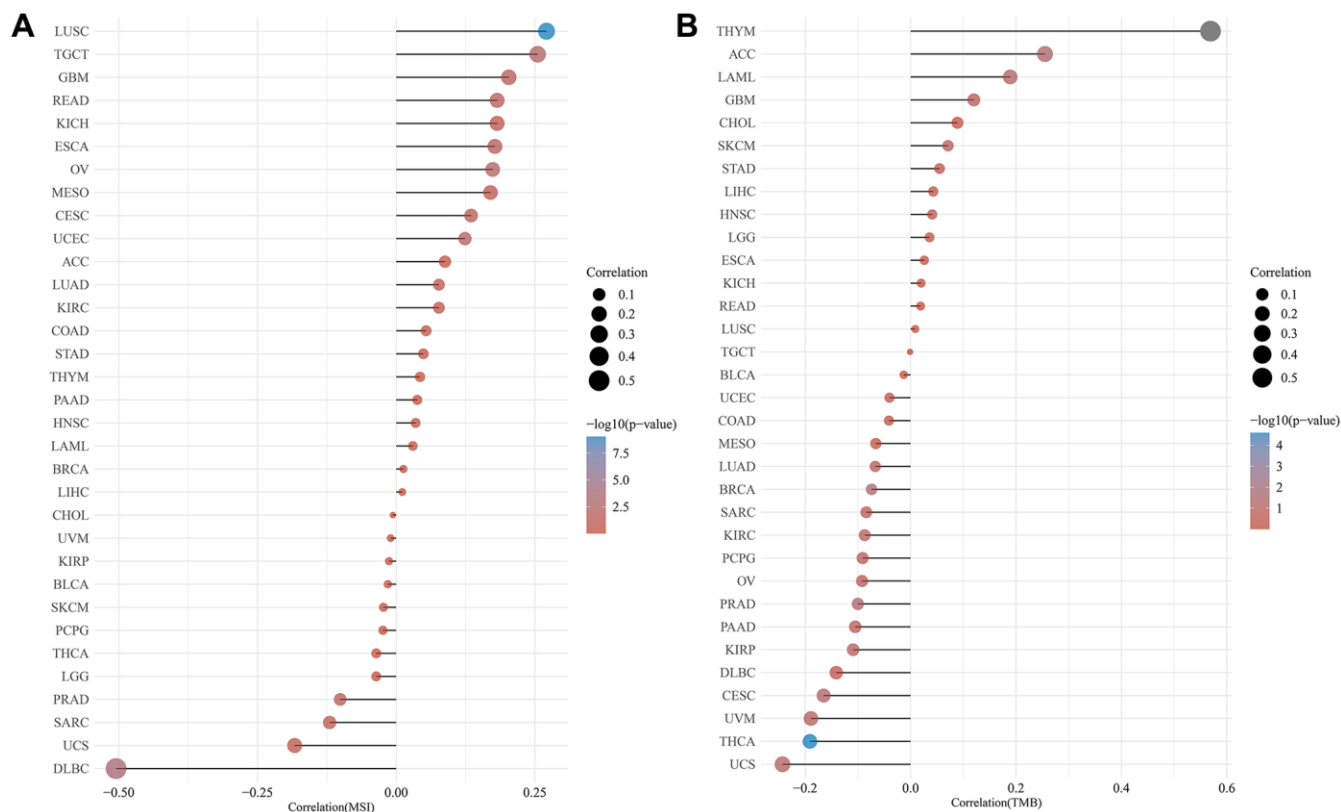 A
LUSC
TGCT
GBM
READ
KICH
ESCA
OV
MESO
CESC
UCEC
ACC
LUAD
KIRC
COAD
STAD
THYM
PAAD
HNSC
LAML
BRCA
LIHC
CHOL
UVM
KIRP
BLCA
SKCM
PCPG
THCA
LGG
PRAD
SARC
UCS
DLBC
−0.50 −0.25 0.00 0.25
Correlation(MSI)
Correlation
0.1
0.2
0.3
0.4
0.5
−log10(p−value)
7.5
5.0
2.5
B
THYM
ACC
LAML
GBM
CHOL
SKCM
STAD
LIHC
HNSC
LGG
ESCA
KICH
READ
LUSC
TGCT
BLCA
UCEC
COAD
MESO
LUAD
BRCA
SARC
KIRC
PCPG
OV
PRAD
PAAD
KIRP
DLBC
CESC
UVM
THCA
UCS
−0.2 0.0 0.2 0.4 0.6
Correlation(TMB)
Correlation
0.1
0.2
0.3
0.4
0.5
−log10(p−value)
4
3
2
1